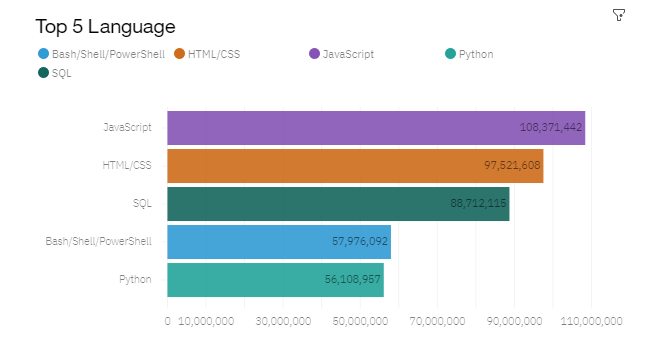 Top 5 Language
Bash/Shell/PowerShell HTML/CSS JavaScript Python
SQL
JavaScript 108,371,442
HTML/CSS 97,521,608
SQL 88,712,115
Bash/Shell/PowerShell 57,976,092
Python 56,108,957
0 10,000,000 30,000,000 50,000,000 70,000,000 90,000,000 110,000,000